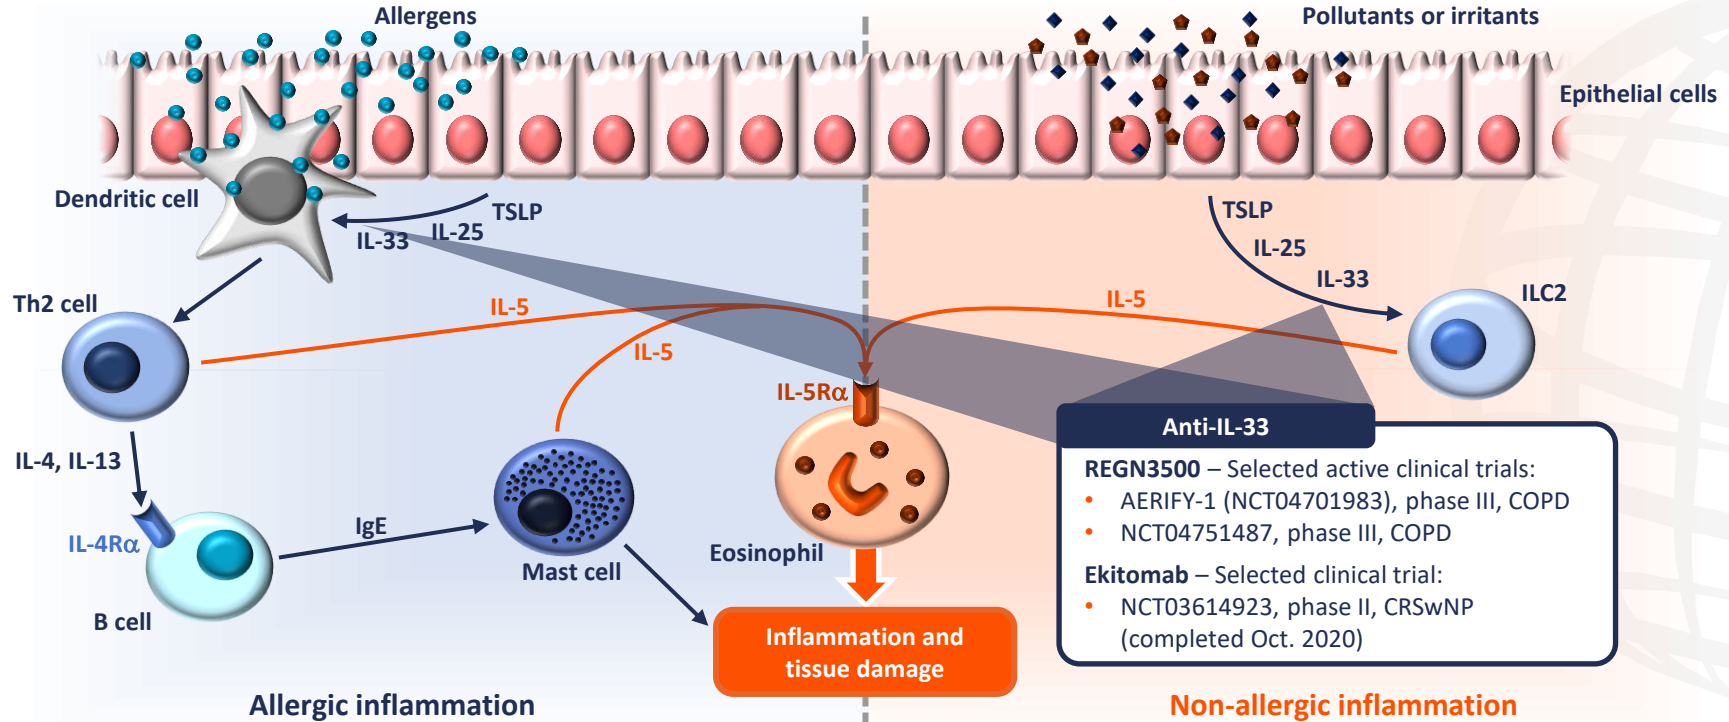 Allergens
Pollutants or irritants
Epithelial cells
Dendritic cell
TSLP
IL-25
IL-33
TSLP
IL-25
IL-33
ILC2
Th2 cell
IL-5
IL-5
IL-5
IL-5Rα
IL-4, IL-13
IL-4Rα
IgE
B cell
Mast cell
Eosinophil
Anti-IL-33
REGN3500 – Selected active clinical trials:
• AERIFY-1 (NCT04701983), phase III, COPD
• NCT04751487, phase III, COPD
Ekitomab – Selected clinical trial:
• NCT03614923, phase II, CRSwNP
(completed Oct. 2020)
Inflammation and
tissue damage
Allergic inflammation
Non-allergic inflammation